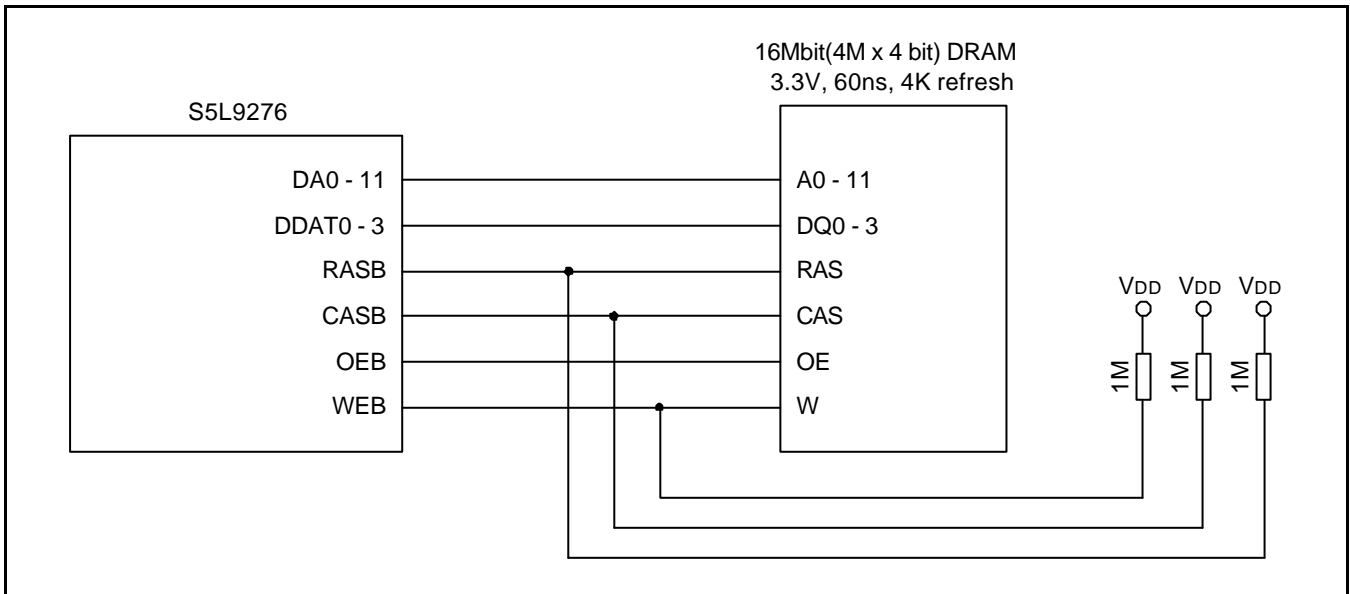 16Mbit(4M x 4 bit) DRAM
3.3V, 60ns, 4K refresh
S5L9276
DA0 - 11
A0 - 11
DDAT0 - 3
DQ0 - 3
RASB
RAS
CASB
CAS
OEB
OE
WEB
W
VDD VDD VDD
1M
1M
1M